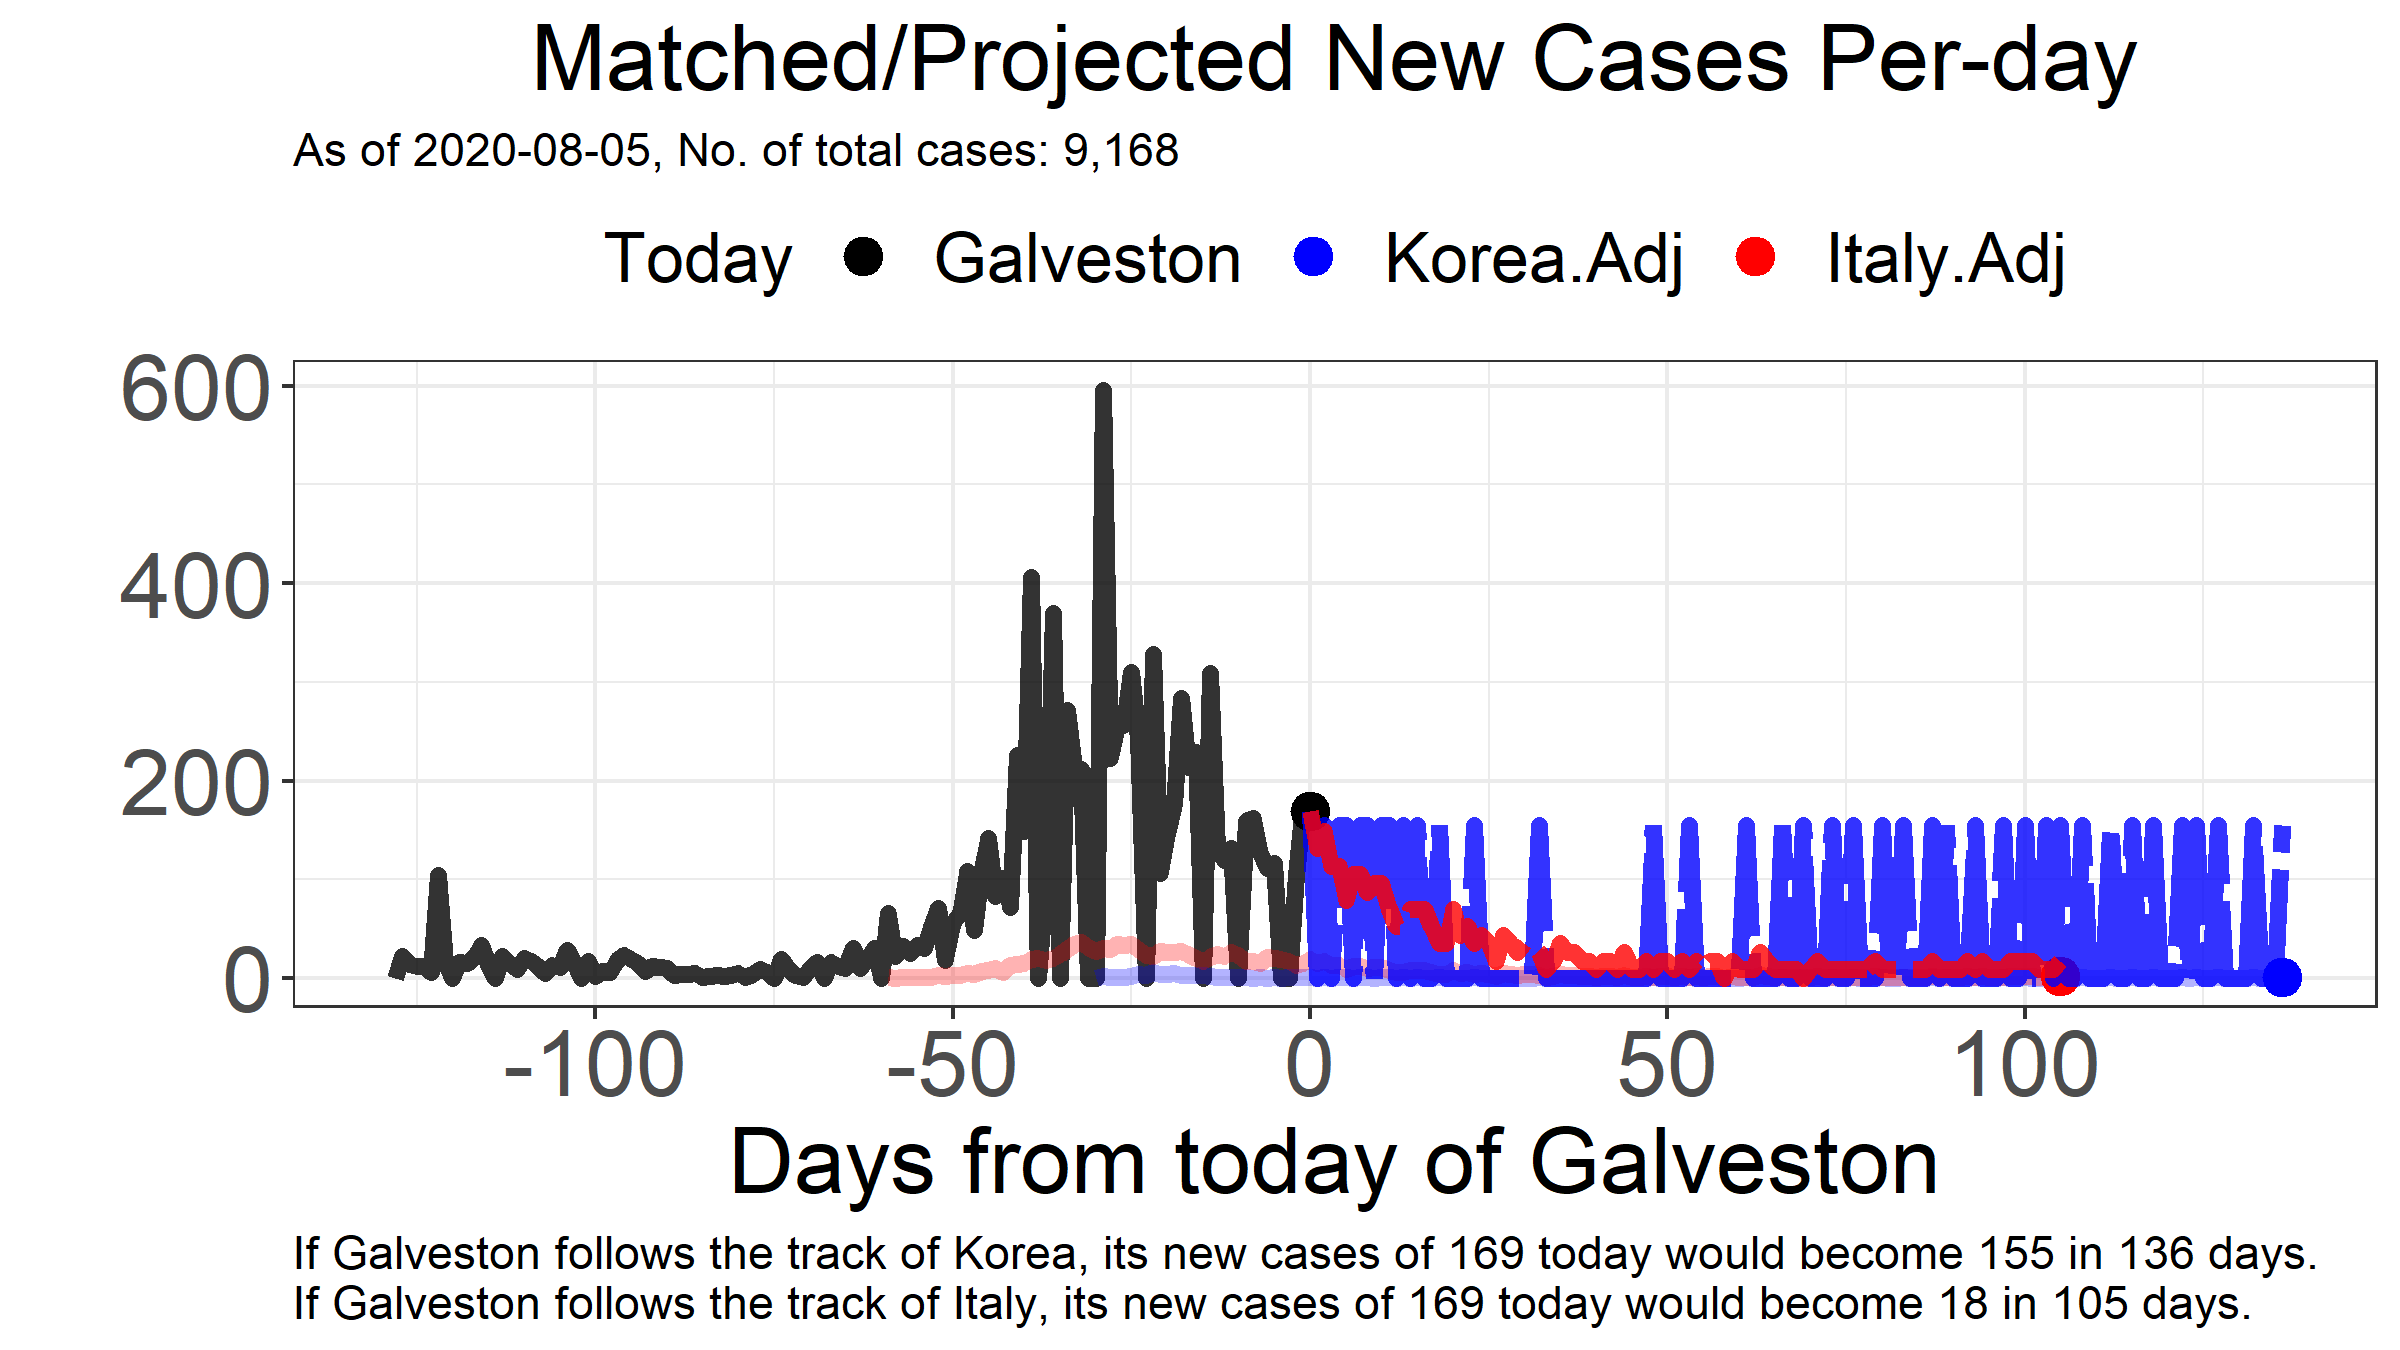 Matched/Projected New Cases Per-day
As of 2020-08-05, No. of total cases: 9,168
Today Galveston Korea.Adj Italy.Adj
600
400
200
0
-100 -50 0 50 100
Days from today of Galveston
If Galveston follows the track of Korea, its new cases of 169 today would become 155 in 136 days.
If Galveston follows the track of Italy, its new cases of 169 today would become 18 in 105 days.